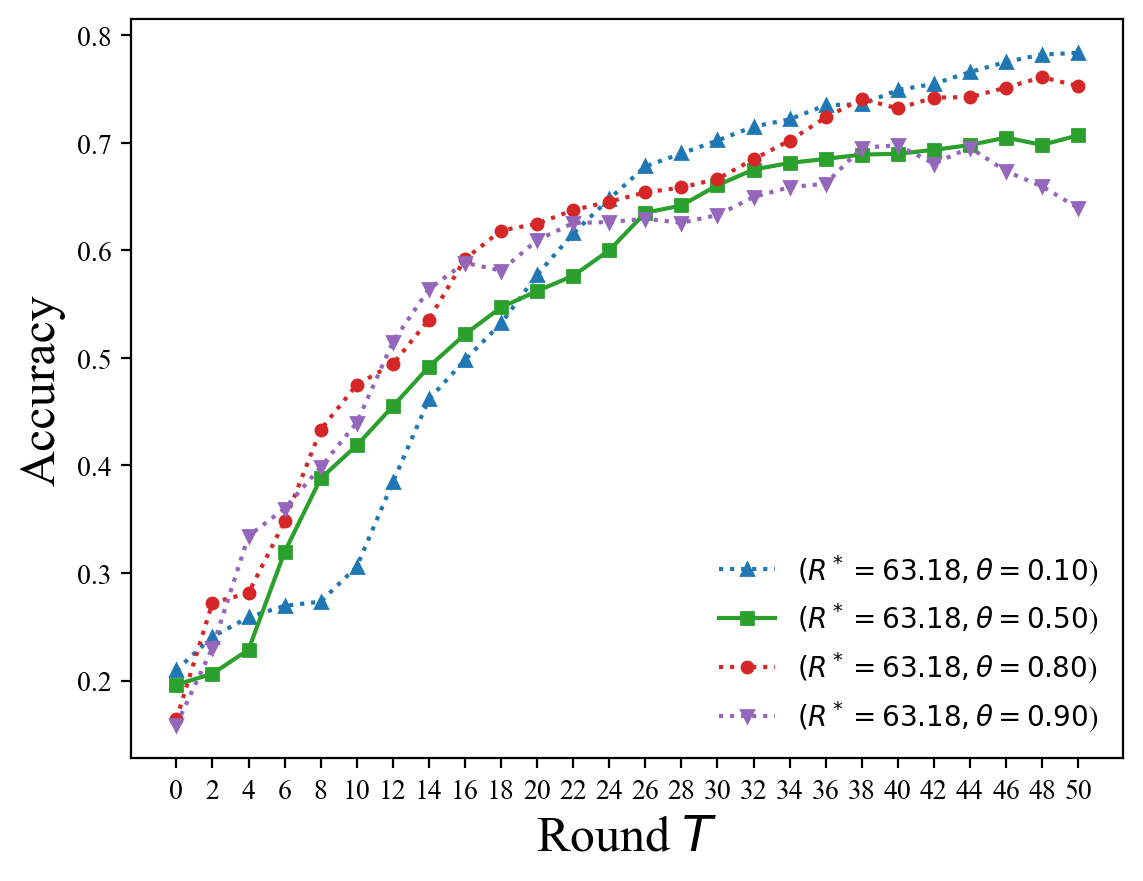 0.8
0.7
0.6
0.5
0.4
0.3
0.2
Accuracy
(R* = 63.18, θ = 0.10)
(R* = 63.18, θ = 0.50)
(R* = 63.18, θ = 0.80)
(R* = 63.18, θ = 0.90)
0 2 4 6 8 10 12 14 16 18 20 22 24 26 28 30 32 34 36 38 40 42 44 46 48 50
Round T